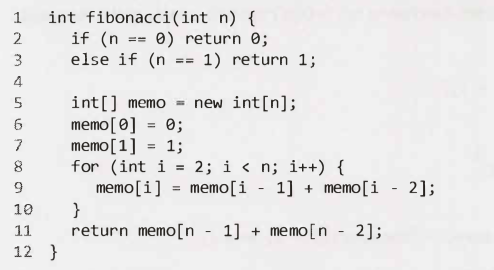 1 int fibonacci(int n) {
2 if (n == 0) return 0;
3 else if (n == 1) return 1;
4
5 int[] memo = new int[n];
6 memo[0] = 0;
7 memo[1] = 1;
8 for (int i = 2; i < n; i++) {
9 memo[i] = memo[i - 1] + memo[i - 2];
10 }
11 return memo[n - 1] + memo[n - 2];
12 }